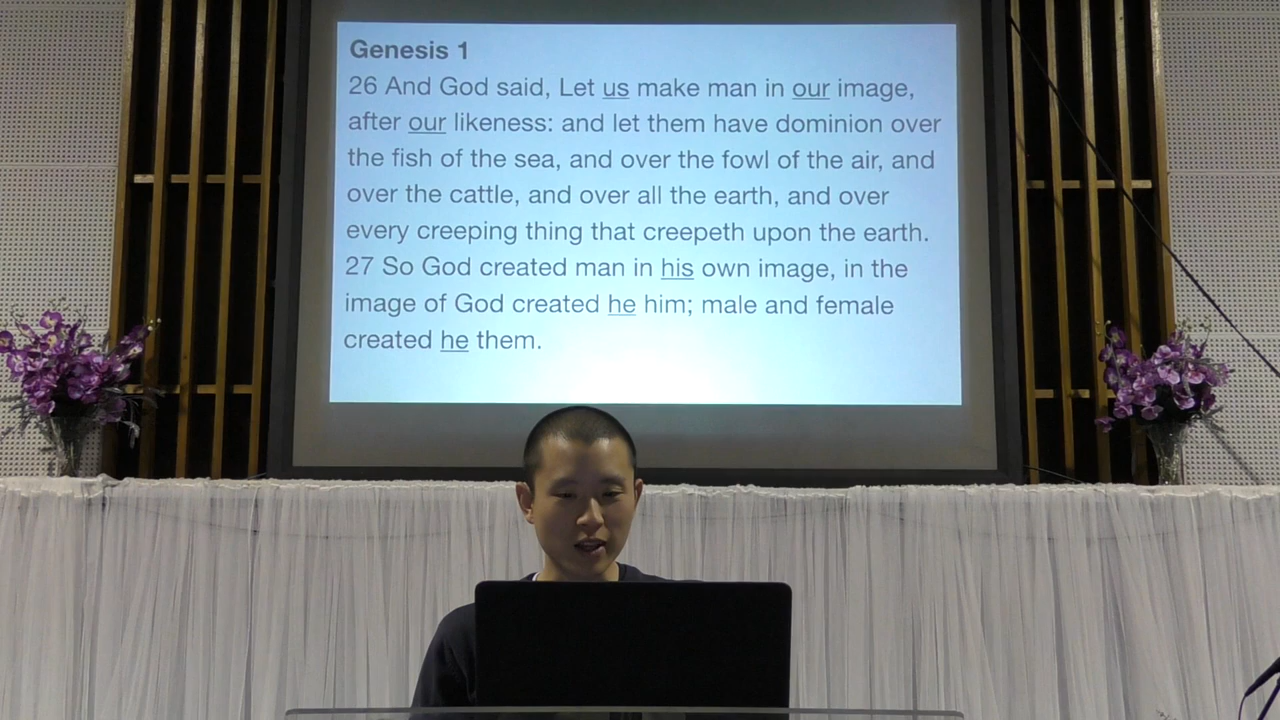 Genesis 1
26 And God said, Let us make man in our image,
after our likeness: and let them have dominion over
the fish of the sea, and over the fowl of the air, and
over the cattle, and over all the earth, and over
every creeping thing that creepeth upon the earth.
27 So God created man in his own image, in the
image of God created he him; male and female
created he them.